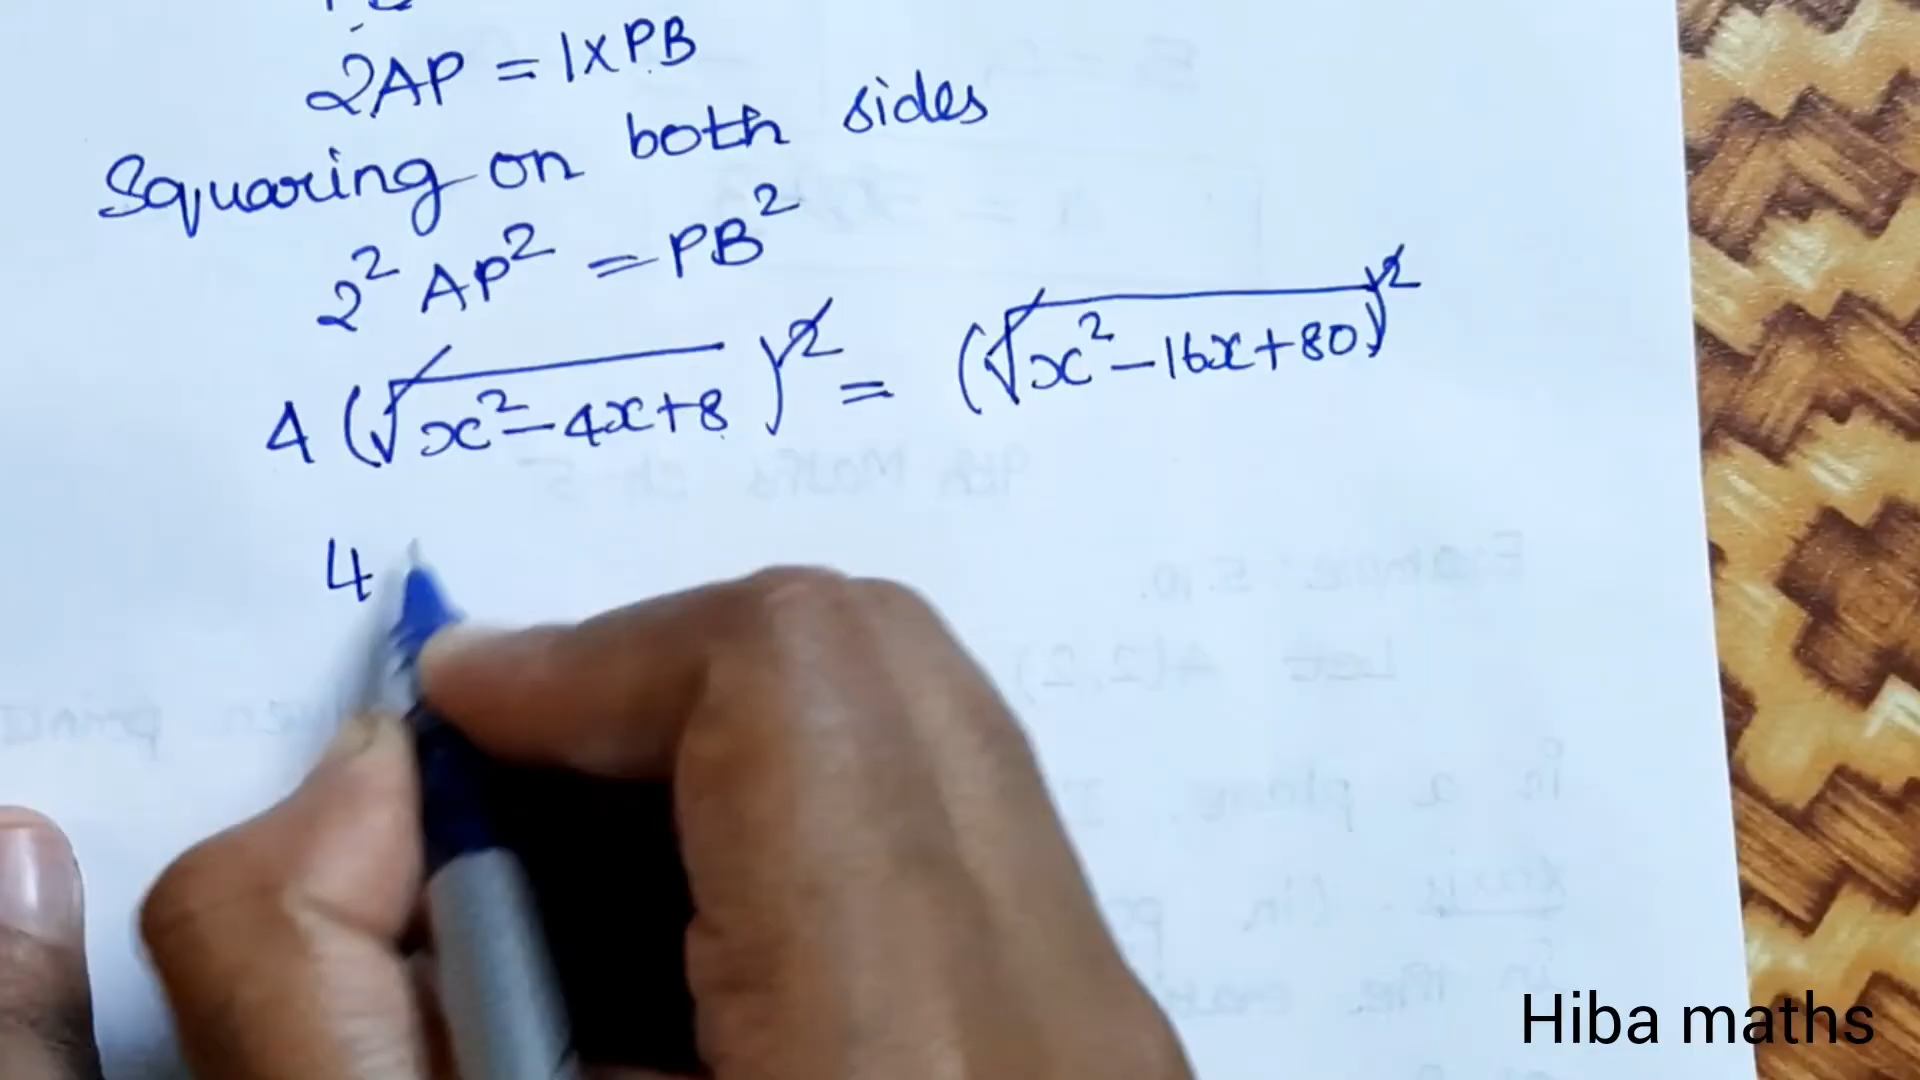 2AP = 1×PB
Squaring on both sides
2² AP² = PB²
4 (√x²-4x+8)² = (√x²-16x+80)²
4
Hiba maths